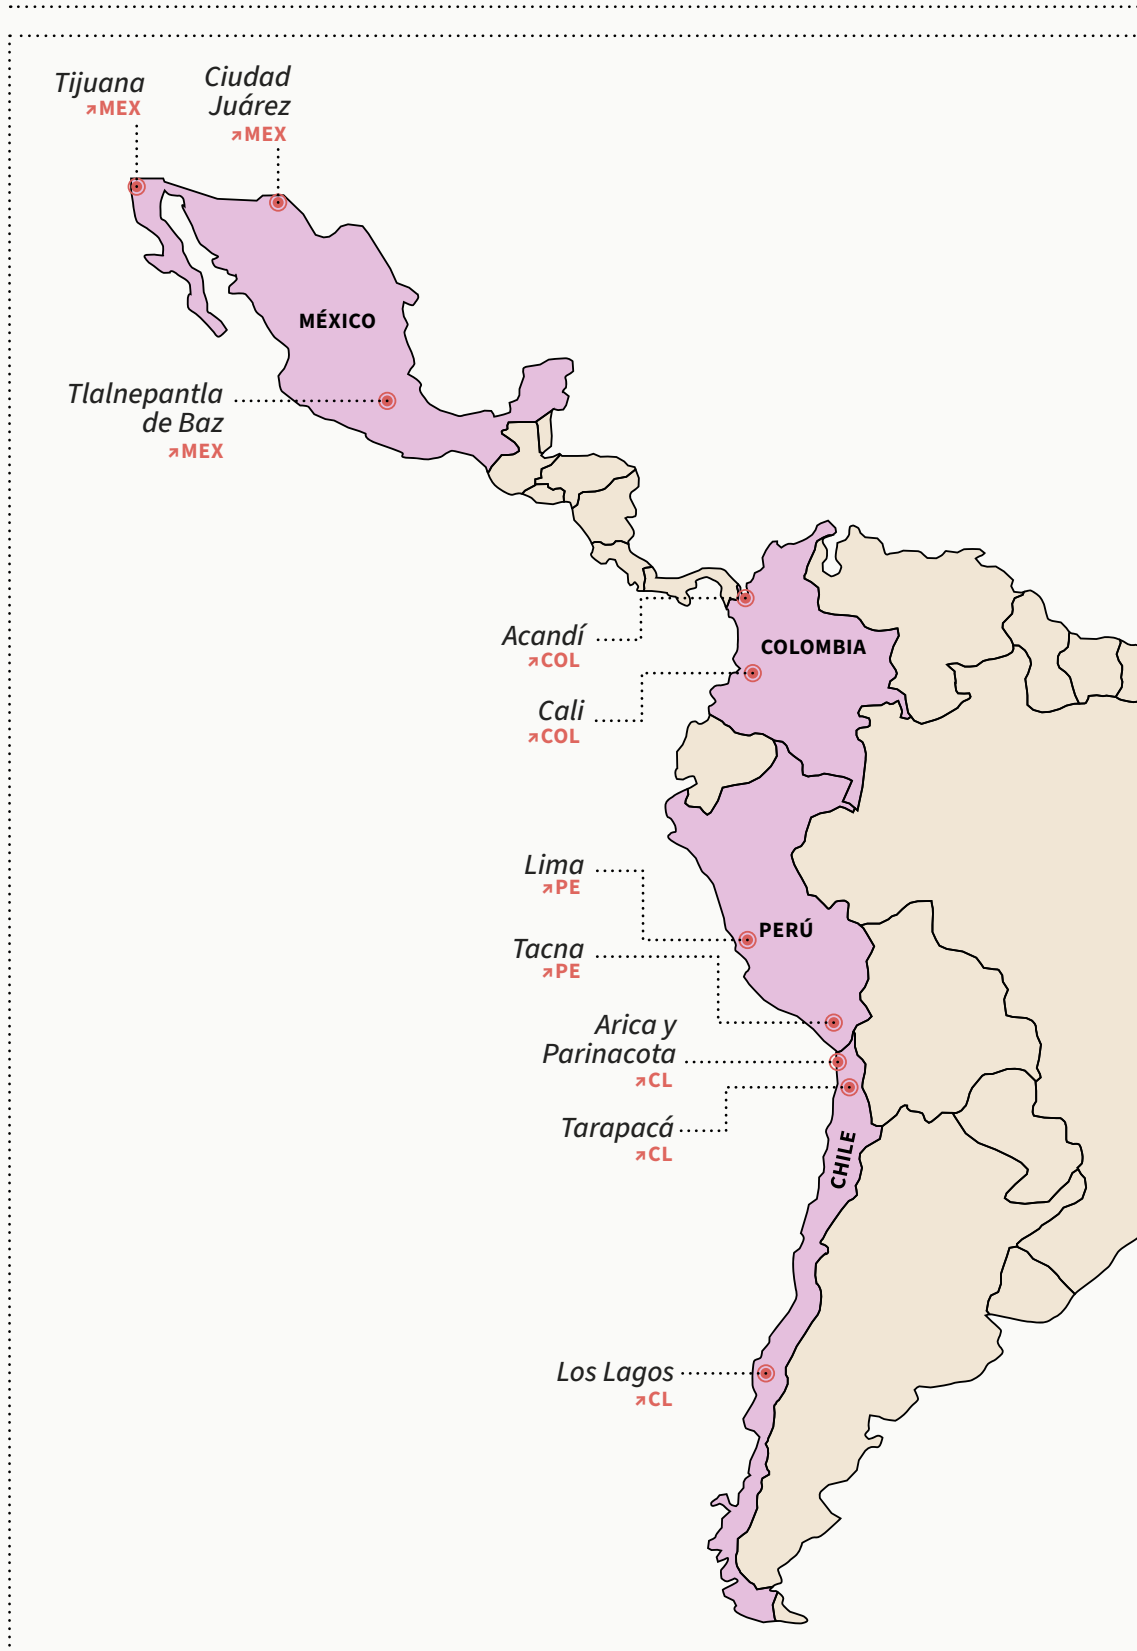 Tijuana
↗MEX
Ciudad
Juárez
↗MEX
MÉXICO
Tlalnepantla
de Baz
↗MEX
Acandí
↗COL
COLOMBIA
Cali
↗COL
Lima
↗PE
PERÚ
Tacna
↗PE
Arica y
Parinacota
↗CL
Tarapacá
↗CL
CHILE
Los Lagos
↗CL